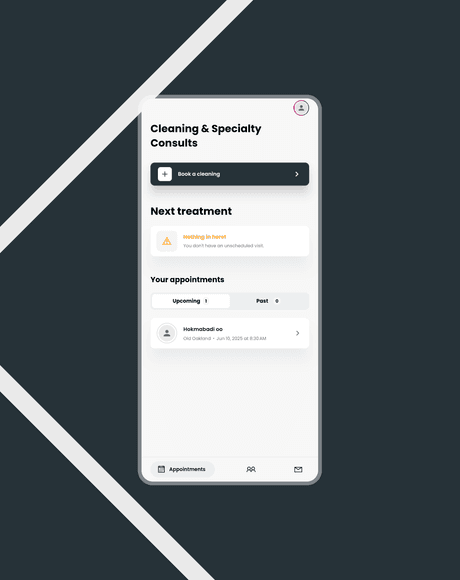 Cleaning & Specialty
Consults
Book a cleaning
Next treatment
Nothing in here!
You don't have an unscheduled visit.
Your appointments
Upcoming 1
Past 0
Hokmabadi oo
Old Oakland • Jun 19, 2025 at 8:30 AM
Appointments